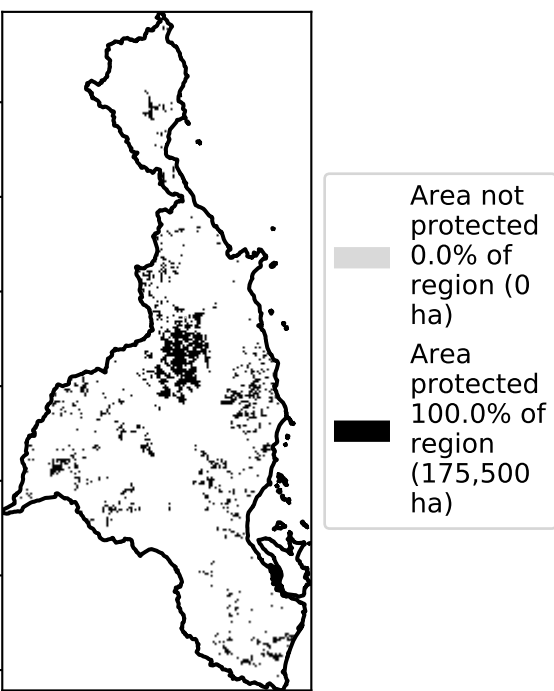 Area not
protected
0.0% of
region (0
ha)
Area
protected
100.0% of
region
(175,500
ha)